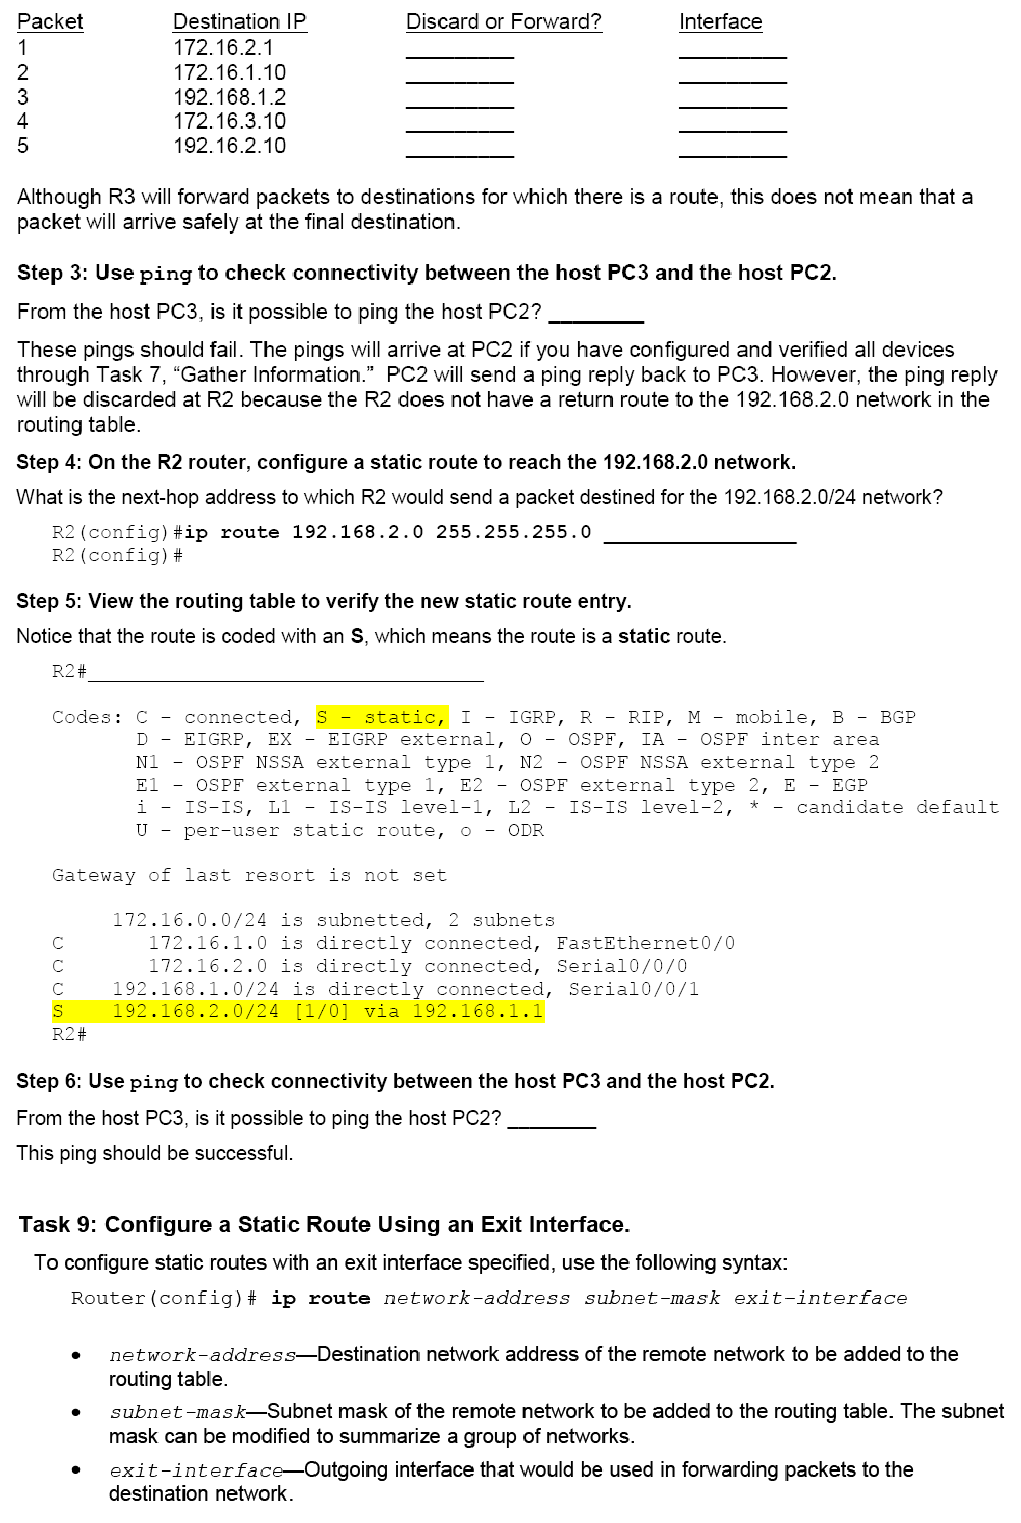 Packet Destination IP Discard or Forward? Interface
1 172.16.2.1 __________ __________
2 172.16.1.10 __________ __________
3 192.168.1.2 __________ __________
4 172.16.3.10 __________ __________
5 192.16.2.10 __________ __________
Although R3 will forward packets to destinations for which there is a route, this does not mean that a
packet will arrive safely at the final destination.
Step 3: Use ping to check connectivity between the host PC3 and the host PC2.
From the host PC3, is it possible to ping the host PC2? ________
These pings should fail. The pings will arrive at PC2 if you have configured and verified all devices
through Task 7, “Gather Information.” PC2 will send a ping reply back to PC3. However, the ping reply
will be discarded at R2 because the R2 does not have a return route to the 192.168.2.0 network in the
routing table.
Step 4: On the R2 router, configure a static route to reach the 192.168.2.0 network.
What is the next-hop address to which R2 would send a packet destined for the 192.168.2.0/24 network?
R2(config)#ip route 192.168.2.0 255.255.255.0 ________________
R2(config)#
Step 5: View the routing table to verify the new static route entry.
Notice that the route is coded with an S, which means the route is a static route.
R2#_________________________________
Codes: C - connected, S - static, I - IGRP, R - RIP, M - mobile, B - BGP
D - EIGRP, EX - EIGRP external, O - OSPF, IA - OSPF inter area
N1 - OSPF NSSA external type 1, N2 - OSPF NSSA external type 2
E1 - OSPF external type 1, E2 - OSPF external type 2, E - EGP
i - IS-IS, L1 - IS-IS level-1, L2 - IS-IS level-2, * - candidate default
U - per-user static route, o - ODR
Gateway of last resort is not set
172.16.0.0/24 is subnetted, 2 subnets
C 172.16.1.0 is directly connected, FastEthernet0/0
C 172.16.2.0 is directly connected, Serial0/0/0
C 192.168.1.0/24 is directly connected, Serial0/0/1
S 192.168.2.0/24 [1/0] via 192.168.1.1
R2#
Step 6: Use ping to check connectivity between the host PC3 and the host PC2.
From the host PC3, is it possible to ping the host PC2? ________
This ping should be successful.
Task 9: Configure a Static Route Using an Exit Interface.
To configure static routes with an exit interface specified, use the following syntax:
Router(config)# ip route network-address subnet-mask exit-interface
• network-address—Destination network address of the remote network to be added to the
routing table.
• subnet-mask—Subnet mask of the remote network to be added to the routing table. The subnet
mask can be modified to summarize a group of networks.
• exit-interface—Outgoing interface that would be used in forwarding packets to the
destination network.